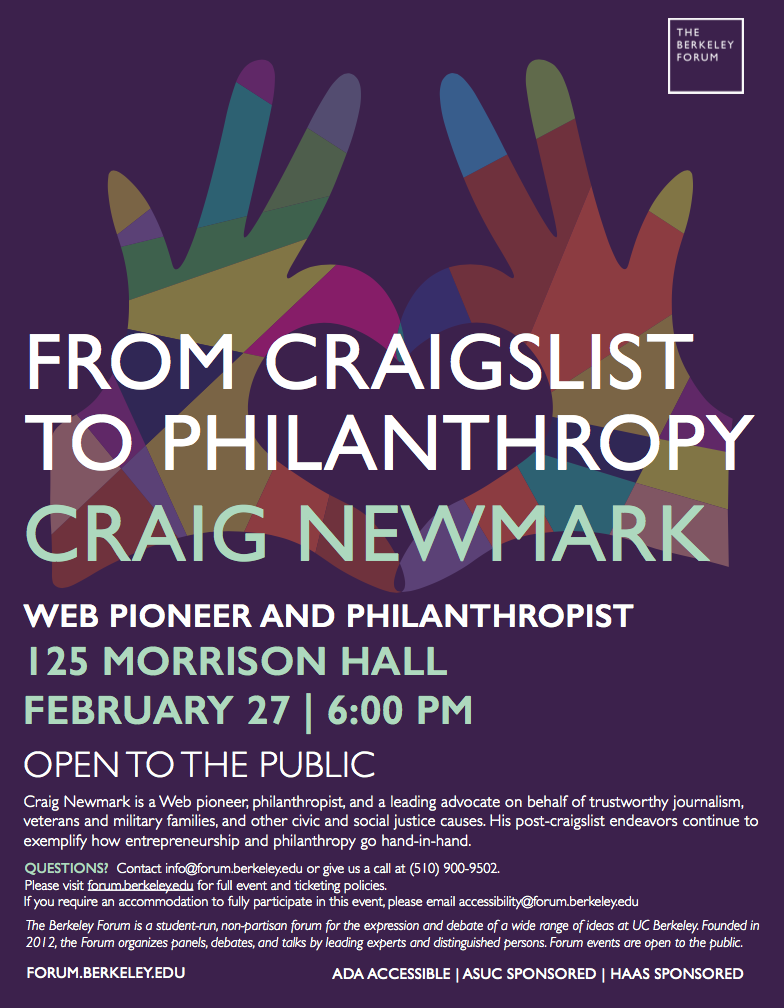 THE
BERKELEY
FORUM
FROM CRAIGSLIST
TO PHILANTHROPY
CRAIG NEWMARK
WEB PIONEER AND PHILANTHROPIST
125 MORRISON HALL
FEBRUARY 27 | 6:00 PM
OPEN TO THE PUBLIC
Craig Newmark is a Web pioneer, philanthropist, and a leading advocate on behalf of trustworthy journalism,
veterans and military families, and other civic and social justice causes. His post-craigslist endeavors continue to
exemplify how entrepreneurship and philanthropy go hand-in-hand.
QUESTIONS? Contact info@forum.berkeley.edu or give us a call at (510) 900-9502.
Please visit forum.berkeley.edu for full event and ticketing policies.
If you require an accommodation to fully participate in this event, please email accessibility@forum.berkeley.edu
The Berkeley Forum is a student-run, non-partisan forum for the expression and debate of a wide range of ideas at UC Berkeley. Founded in
2012, the Forum organizes panels, debates, and talks by leading experts and distinguished persons. Forum events are open to the public.
FORUM.BERKELEY.EDU ADA ACCESSIBLE | ASUC SPONSORED | HAAS SPONSORED